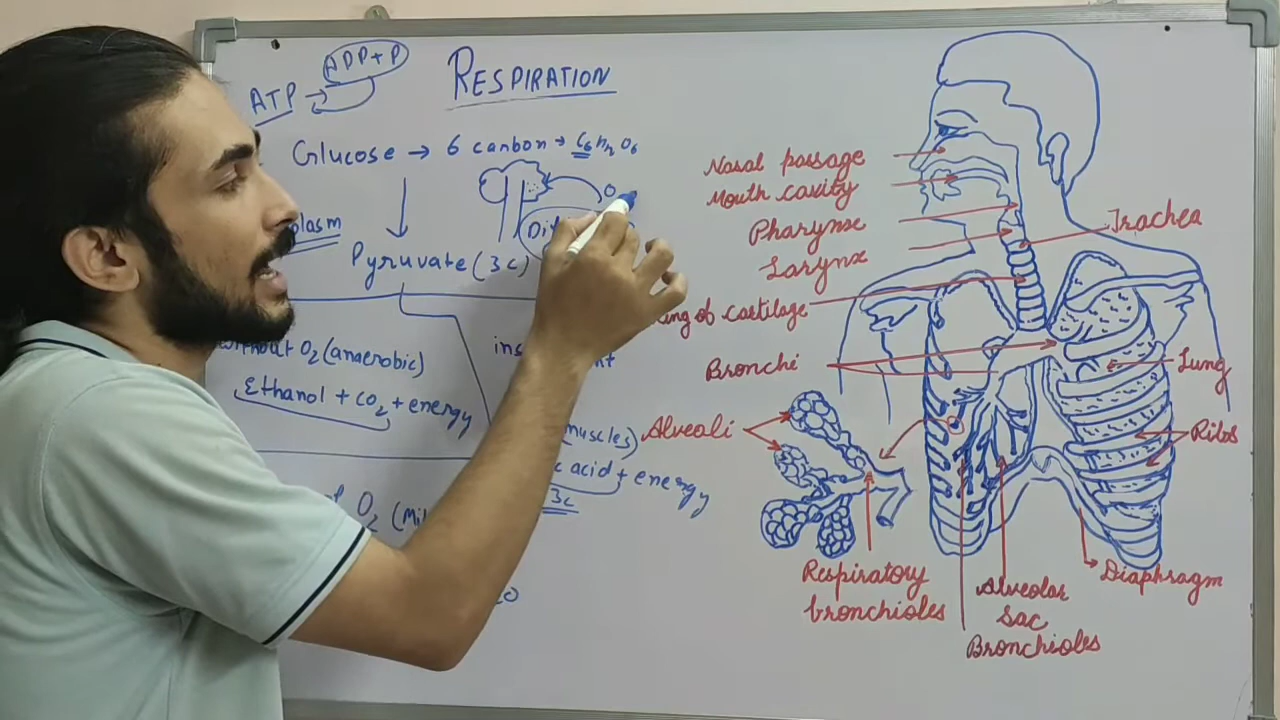 RESPIRATION
ADP+P
ATP
Glucose → 6 carbon → C6H12O6
O
Pyruvate (3c)
without O2 (anaerobic)
Ethanol + CO2 + energy
(muscles)
acid + energy
3c
O2
Nasal passage
Mouth cavity
Pharynx
Larynx
of cartilage
Bronchi
Alveoli
Respiratory
bronchioles
Alveolar
Sac
Bronchioles
Diaphragm
Ribs
Lung
Trachea